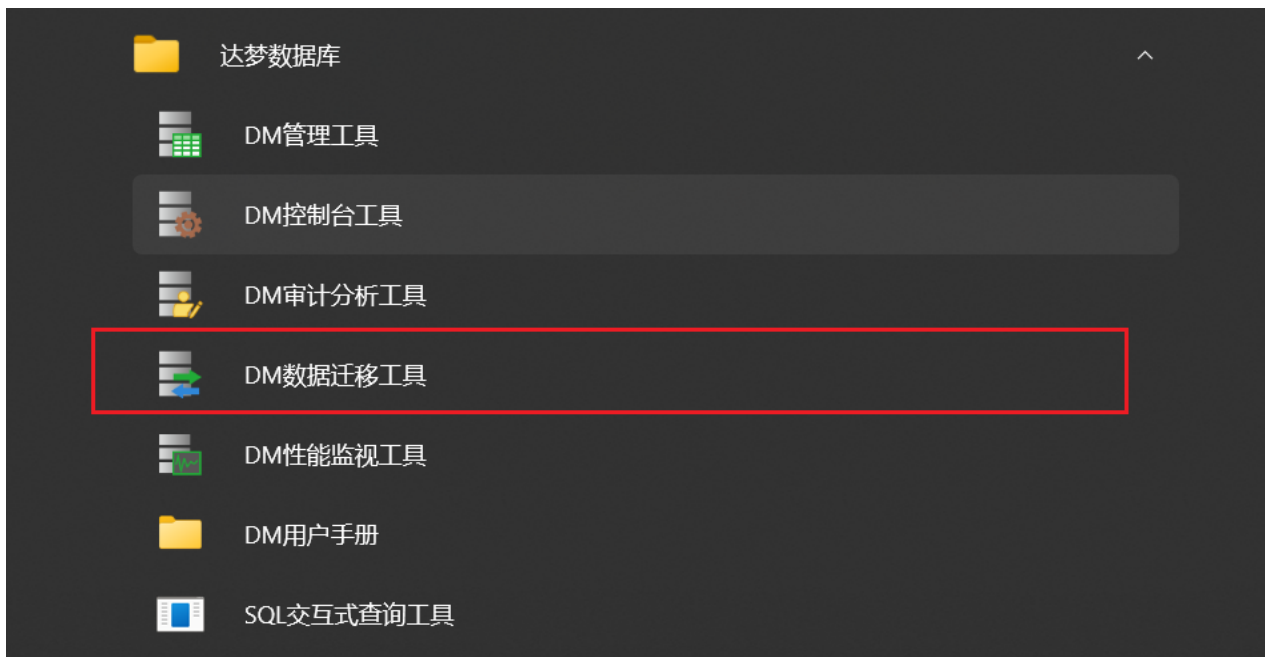 达梦数据库
DM管理工具
DM控制台工具
DM审计分析工具
DM数据迁移工具
DM性能监视工具
DM用户手册
SQL交互式查询工具